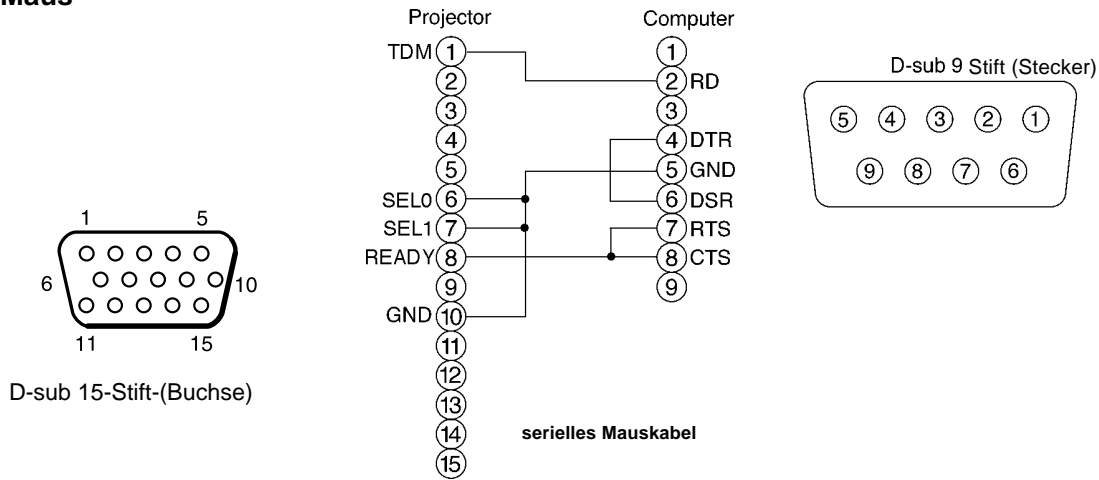 Maus
Projector
TDM 1
2
3
4
5
SEL0 6
SEL1 7
READY 8
9
GND 10
11
12
13
14
15
Computer
1
2 RD
3
4 DTR
5 GND
6 DSR
7 RTS
8 CTS
9
serielles Mauskabel
D-sub 9 Stift (Stecker)
5 4 3 2 1
9 8 7 6
1 5
6 10
11 15
D-sub 15-Stift-(Buchse)